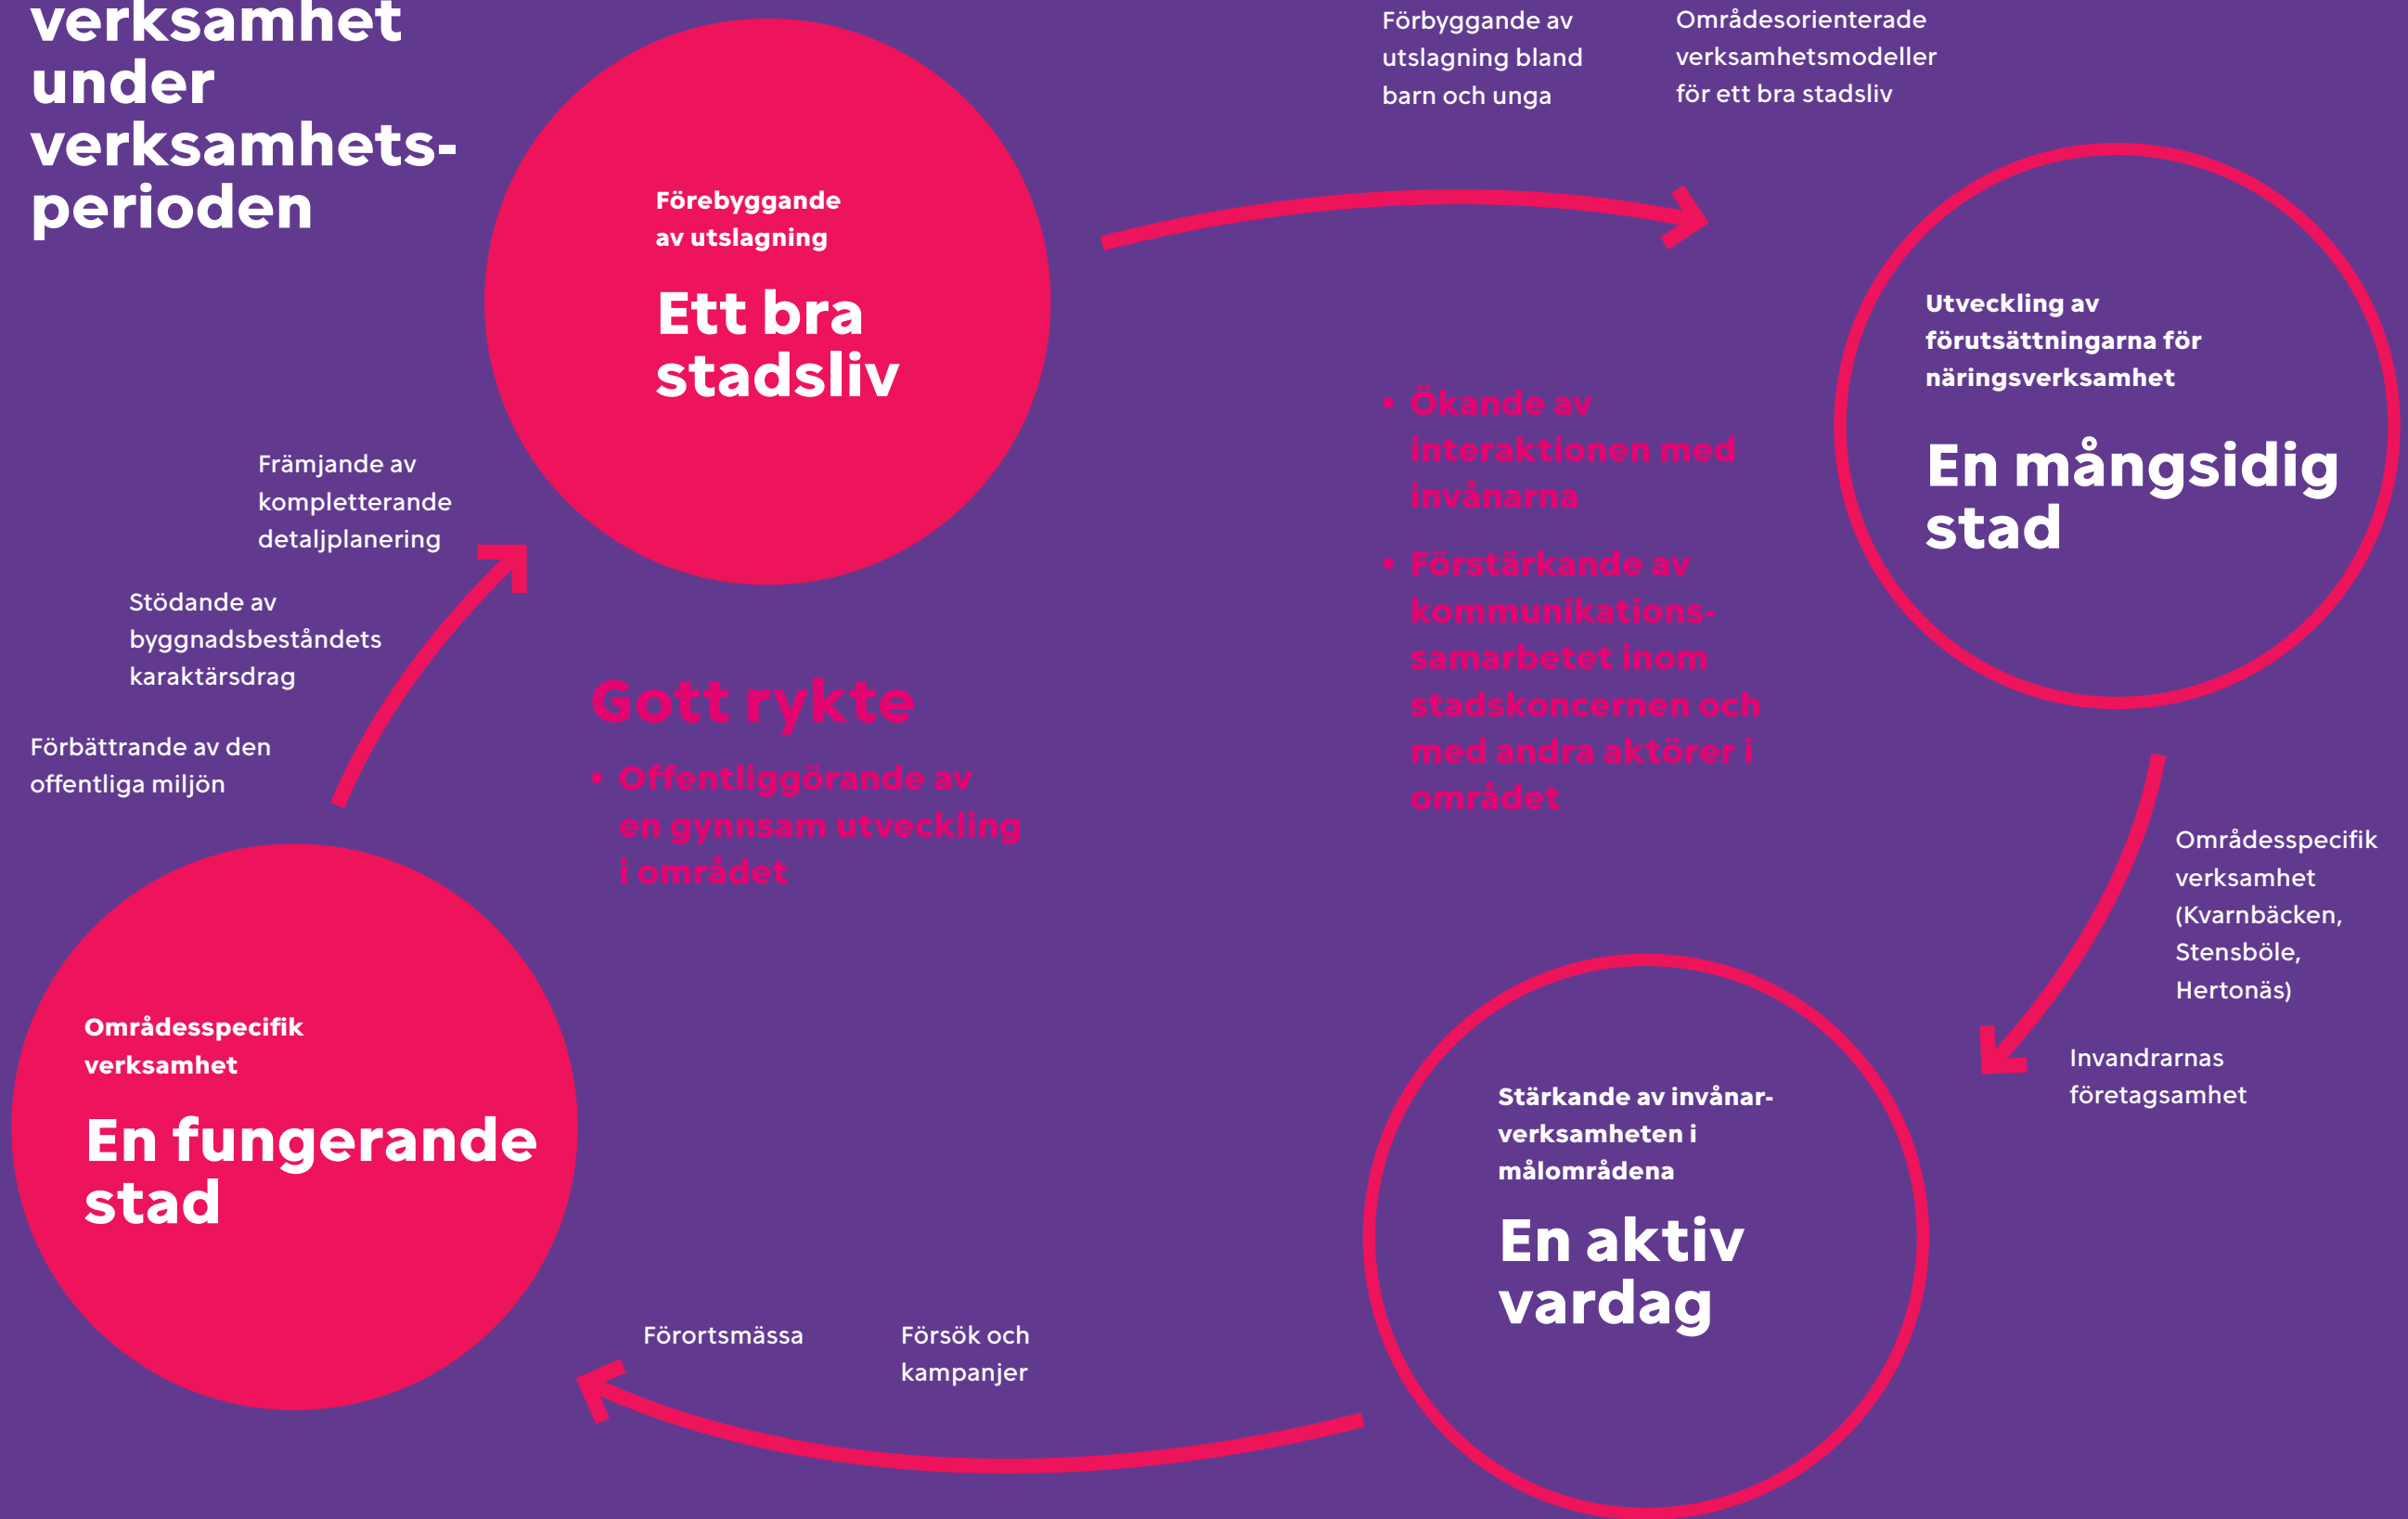 verksamhet
under
verksamhets-
perioden
Förebyggande
av utslagning
Ett bra
stadsliv
Förbyggande av
utslagning bland
barn och unga
Områdesorienterade
verksamhetsmodeller
för ett bra stadsliv
Utveckling av
förutsättningarna för
näringsverksamhet
En mångsidig
stad
Främjande av
kompletterande
detaljplanering
Stödande av
byggnadsbeståndets
karaktärsdrag
Förbättrande av den
offentliga miljön
Gott rykte
• Offentliggörande av
en gynnsam utveckling
i området
• Ökande av
interaktionen med
invånarna
• Förstärkande av
kommunikations-
samarbetet inom
stadskoncernen och
med andra aktörer i
området
Områdesspecifik
verksamhet
(Kvarnbäcken,
Stensböle,
Hertonäs)
Invandrarnas
företagsamhet
Områdesspecifik
verksamhet
En fungerande
stad
Stärkande av invånar-
verksamheten i
målområdena
En aktiv
vardag
Förortsmässa
Försök och
kampanjer